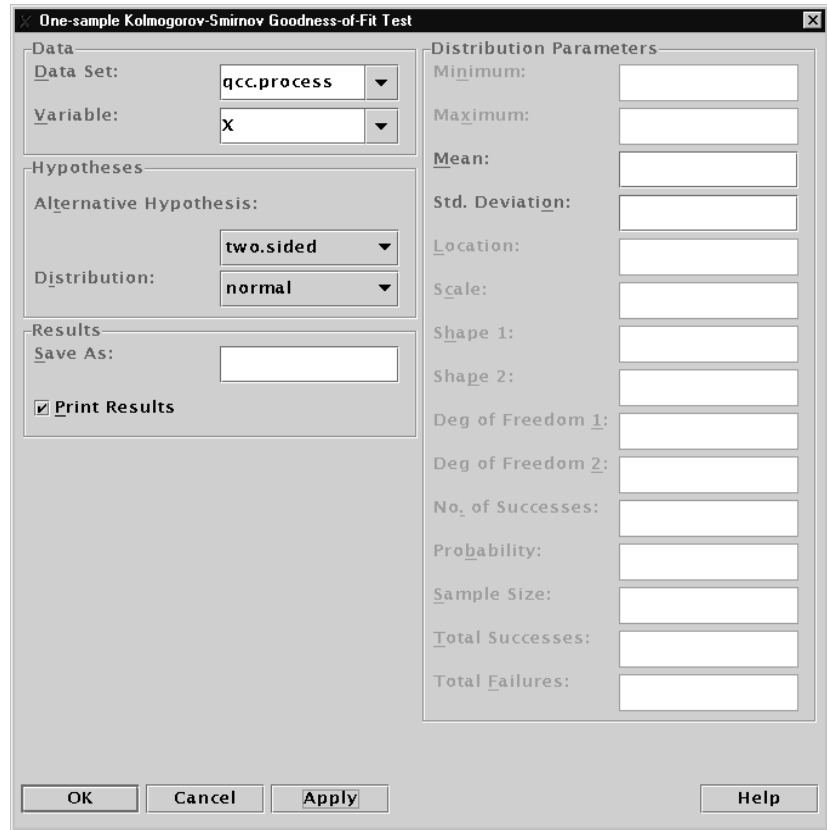 One-sample Kolmogorov-Smirnov Goodness-of-Fit Test
Data
Data Set:
qcc.process
Variable:
X
Hypotheses
Alternative Hypothesis:
two.sided
Distribution:
normal
Results
Save As:
Print Results
Distribution Parameters
Minimum:
Maximum:
Mean:
Std. Deviation:
Location:
Scale:
Shape 1:
Shape 2:
Deg of Freedom 1:
Deg of Freedom 2:
No. of Successes:
Probability:
Sample Size:
Total Successes:
Total Failures:
OK
Cancel
Apply
Help